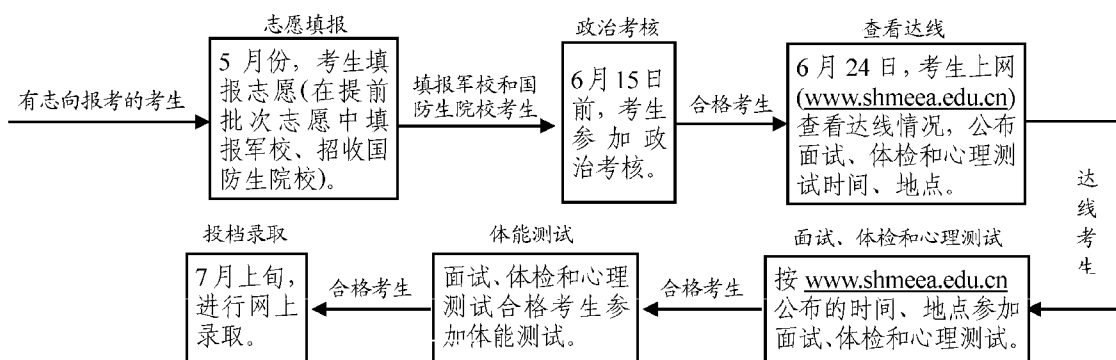 志愿填报
5月份,考生填
报志愿(在提前
批次志愿中填
报军校、招收国
防生院校)。
有志向报考的考生
填报军校和国
防生院校考生
政治考核
6月15日
前,考生
参加政
治考核。
合格考生
查看达线
6月24日,考生上网
(www.shmeea.edu.cn)
查看达线情况,公布
面试、体检和心理测
试时间、地点。
达
线
考
生
面试、体检和心理测试
按 www.shmeea.edu.cn
公布的时间、地点参加
面试、体检和心理测试。
合格考生
体能测试
面试、体检和心理
测试合格考生参
加体能测试。
合格考生
投档录取
7月上旬,
进行网上
录取。